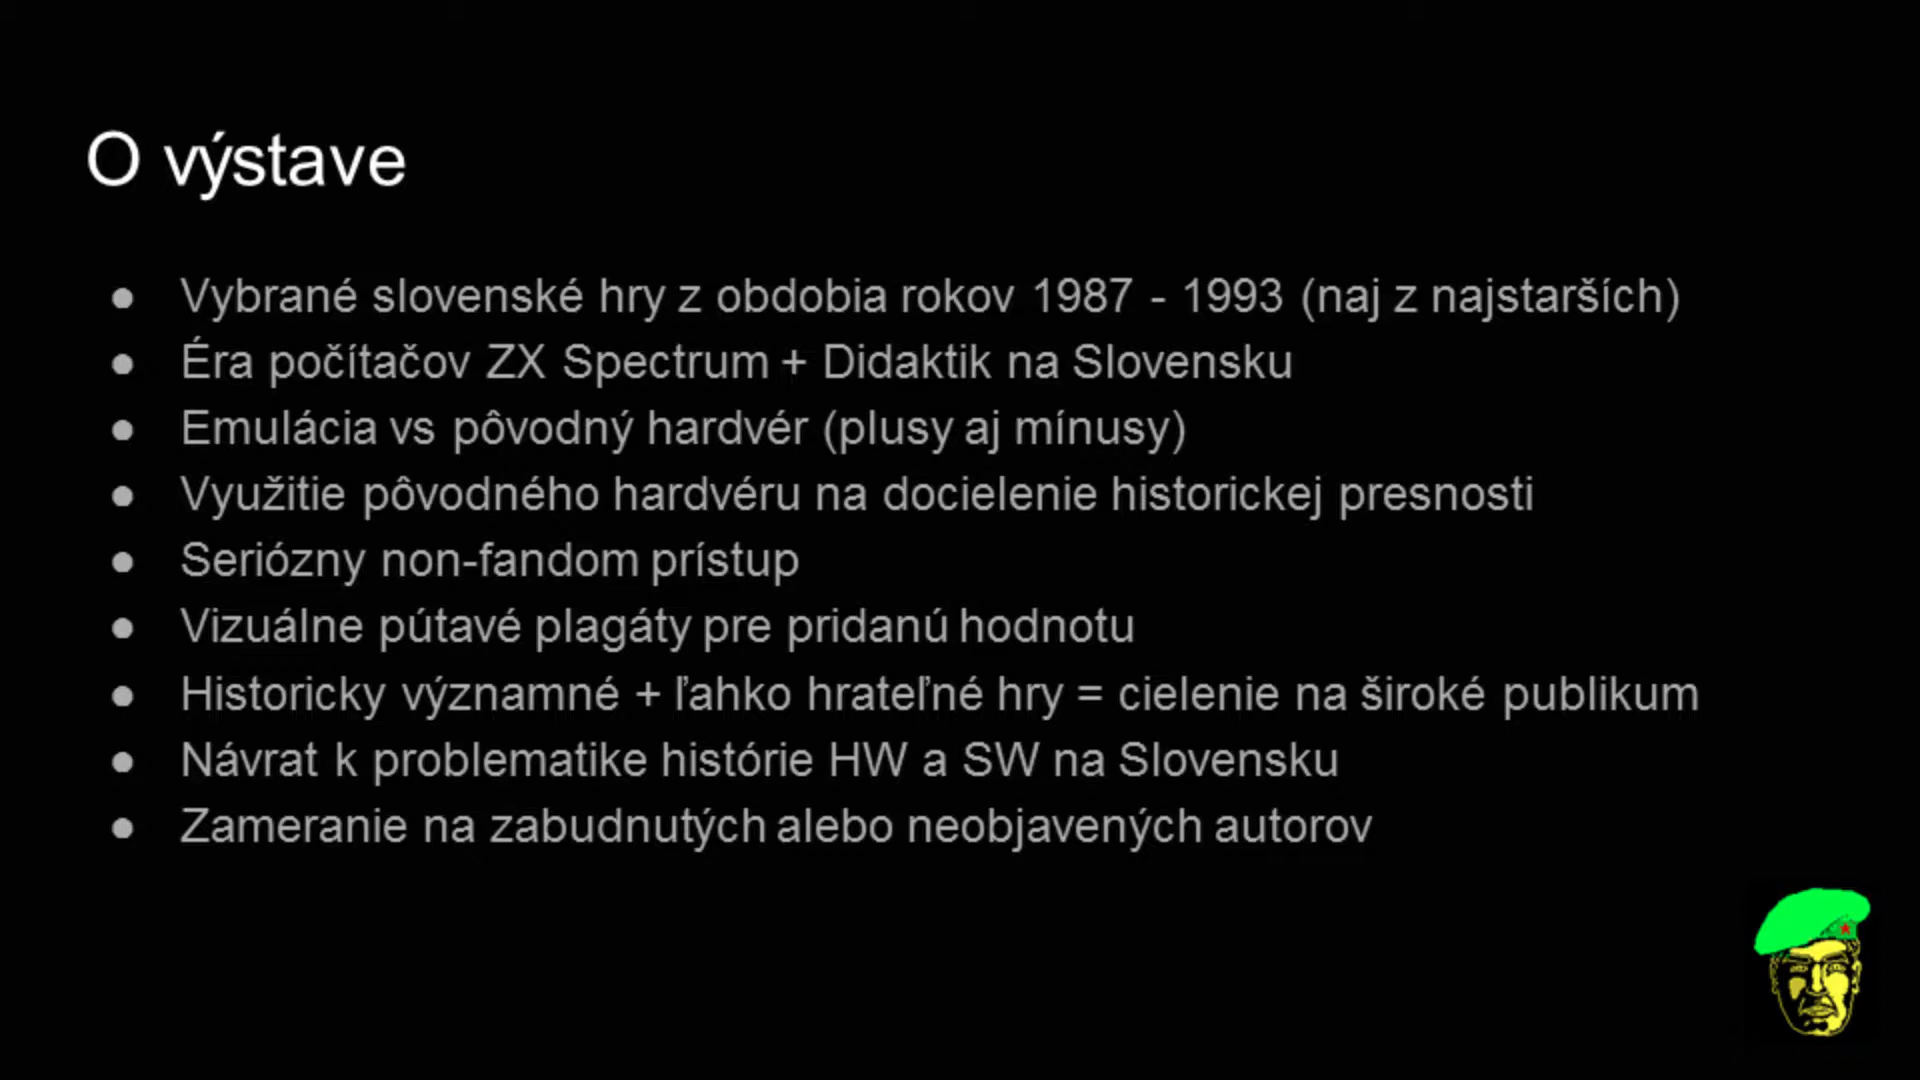 O výstave
● Vybrané slovenské hry z obdobia rokov 1987 - 1993 (naj z najstarších)
● Éra počítačov ZX Spectrum + Didaktik na Slovensku
● Emulácia vs pôvodný hardvér (plusy aj mínusy)
● Využitie pôvodného hardvéru na docielenie historickej presnosti
● Seriózny non-fandom prístup
● Vizuálne pútavé plagáty pre pridanú hodnotu
● Historicky významné + ľahko hrateľné hry = cielenie na široké publikum
● Návrat k problematike histórie HW a SW na Slovensku
● Zameranie na zabudnutých alebo neobjavených autorov